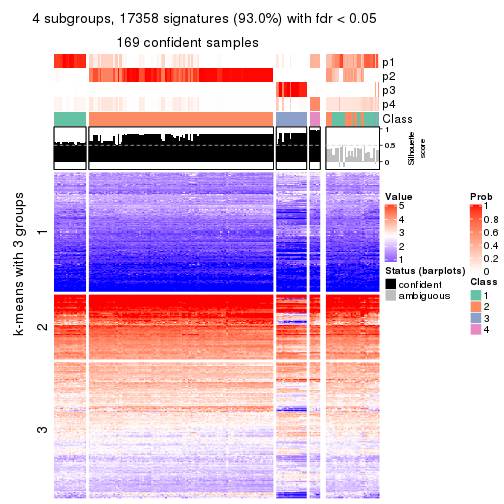 4 subgroups, 17358 signatures (93.0%) with fdr < 0.05
169 confident samples
p1
p2
p3
p4
Class
1
0.5
0
Silhouette
score
k-means with 3 groups
1
2
3
Value
5
4
3
2
1
Status (barplots)
confident
ambiguous
Prob
1
0.8
0.6
0.4
0.2
0
Class
1
2
3
4